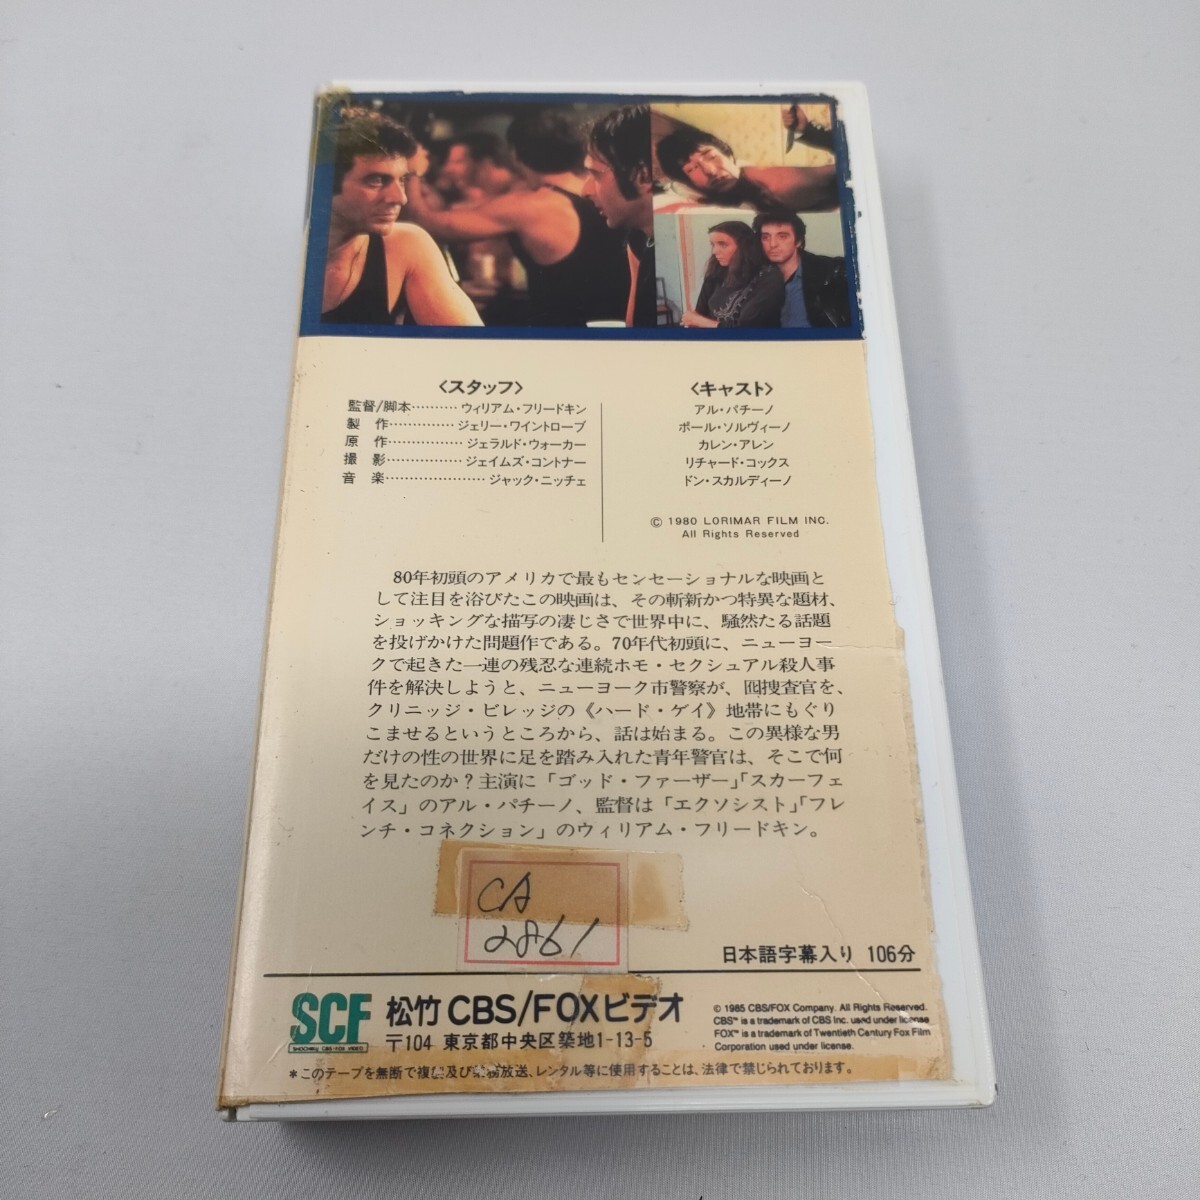 〈スタッフ〉
監督/脚本………ウィリアム・フリードキン
製　作…………ジェリー・ワイントローブ
原　作……………ジェラルド・ウォーカー
撮　影……………ジェイムズ・コントナー
音　楽…………………ジャック・ニッチェ
〈キャスト〉
アル・パチーノ
ポール・ソルヴィーノ
カレン・アレン
リチャード・コックス
ドン・スカルディーノ
© 1980 LORIMAR FILM INC.
All Rights Reserved
80年初頭のアメリカで最もセンセーショナルな映画と
して注目を浴びたこの映画は、その斬新かつ特異な題材、
ショッキングな描写の凄じさで世界中に、騒然たる話題
を投げかけた問題作である。70年代初頭に、ニューヨー
クで起きた一連の残忍な連続ホモ・セクシュアル殺人事
件を解決しようと、ニューヨーク市警察が、囮捜査官を、
クリニッジ・ビレッジの《ハード・ゲイ》地帯にもぐり
こませるというところから、話は始まる。この異様な男
だけの性の世界に足を踏み入れた青年警官は、そこで何
を見たのか？主演に「ゴッド・ファーザー」「スカーフェ
イス」のアル・パチーノ、監督は「エクソシスト」「フレ
ンチ・コネクション」のウィリアム・フリードキン。
CA
2861
日本語字幕入り 106分
SCF
SHOCHIKU CBS・FOX VIDEO
松竹 CBS/FOXビデオ
〒104 東京都中央区築地1-13-5
© 1985 CBS/FOX Company. All Rights Reserved.
CBS™ is a trademark of CBS Inc. used under license
FOX™ is a trademark of Twentieth Century Fox Film
Corporation used under license.
＊このテープを無断で複製及び業務放送、レンタル等に使用することは、法律で禁じられております。